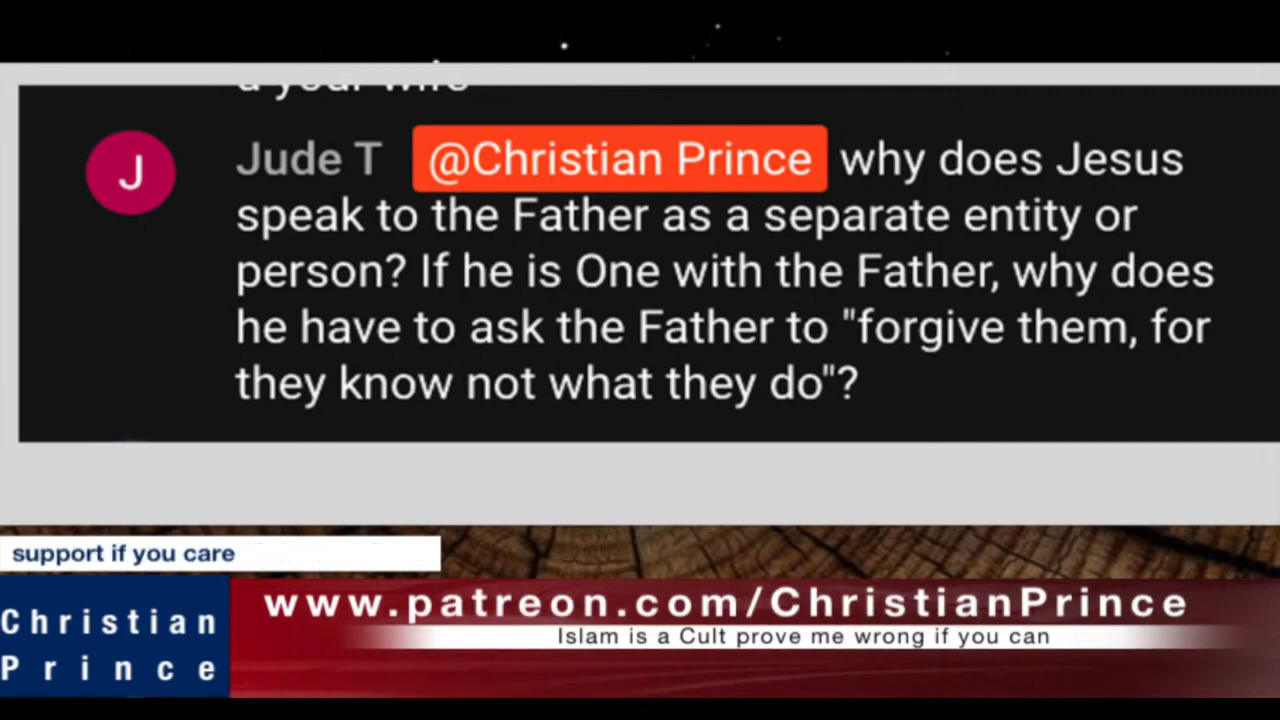 Jude T @Christian Prince why does Jesus
speak to the Father as a separate entity or
person? If he is One with the Father, why does
he have to ask the Father to "forgive them, for
they know not what they do"?
J
support if you care
Christian
Prince
www.patreon.com/ChristianPrince
Islam is a Cult prove me wrong if you can